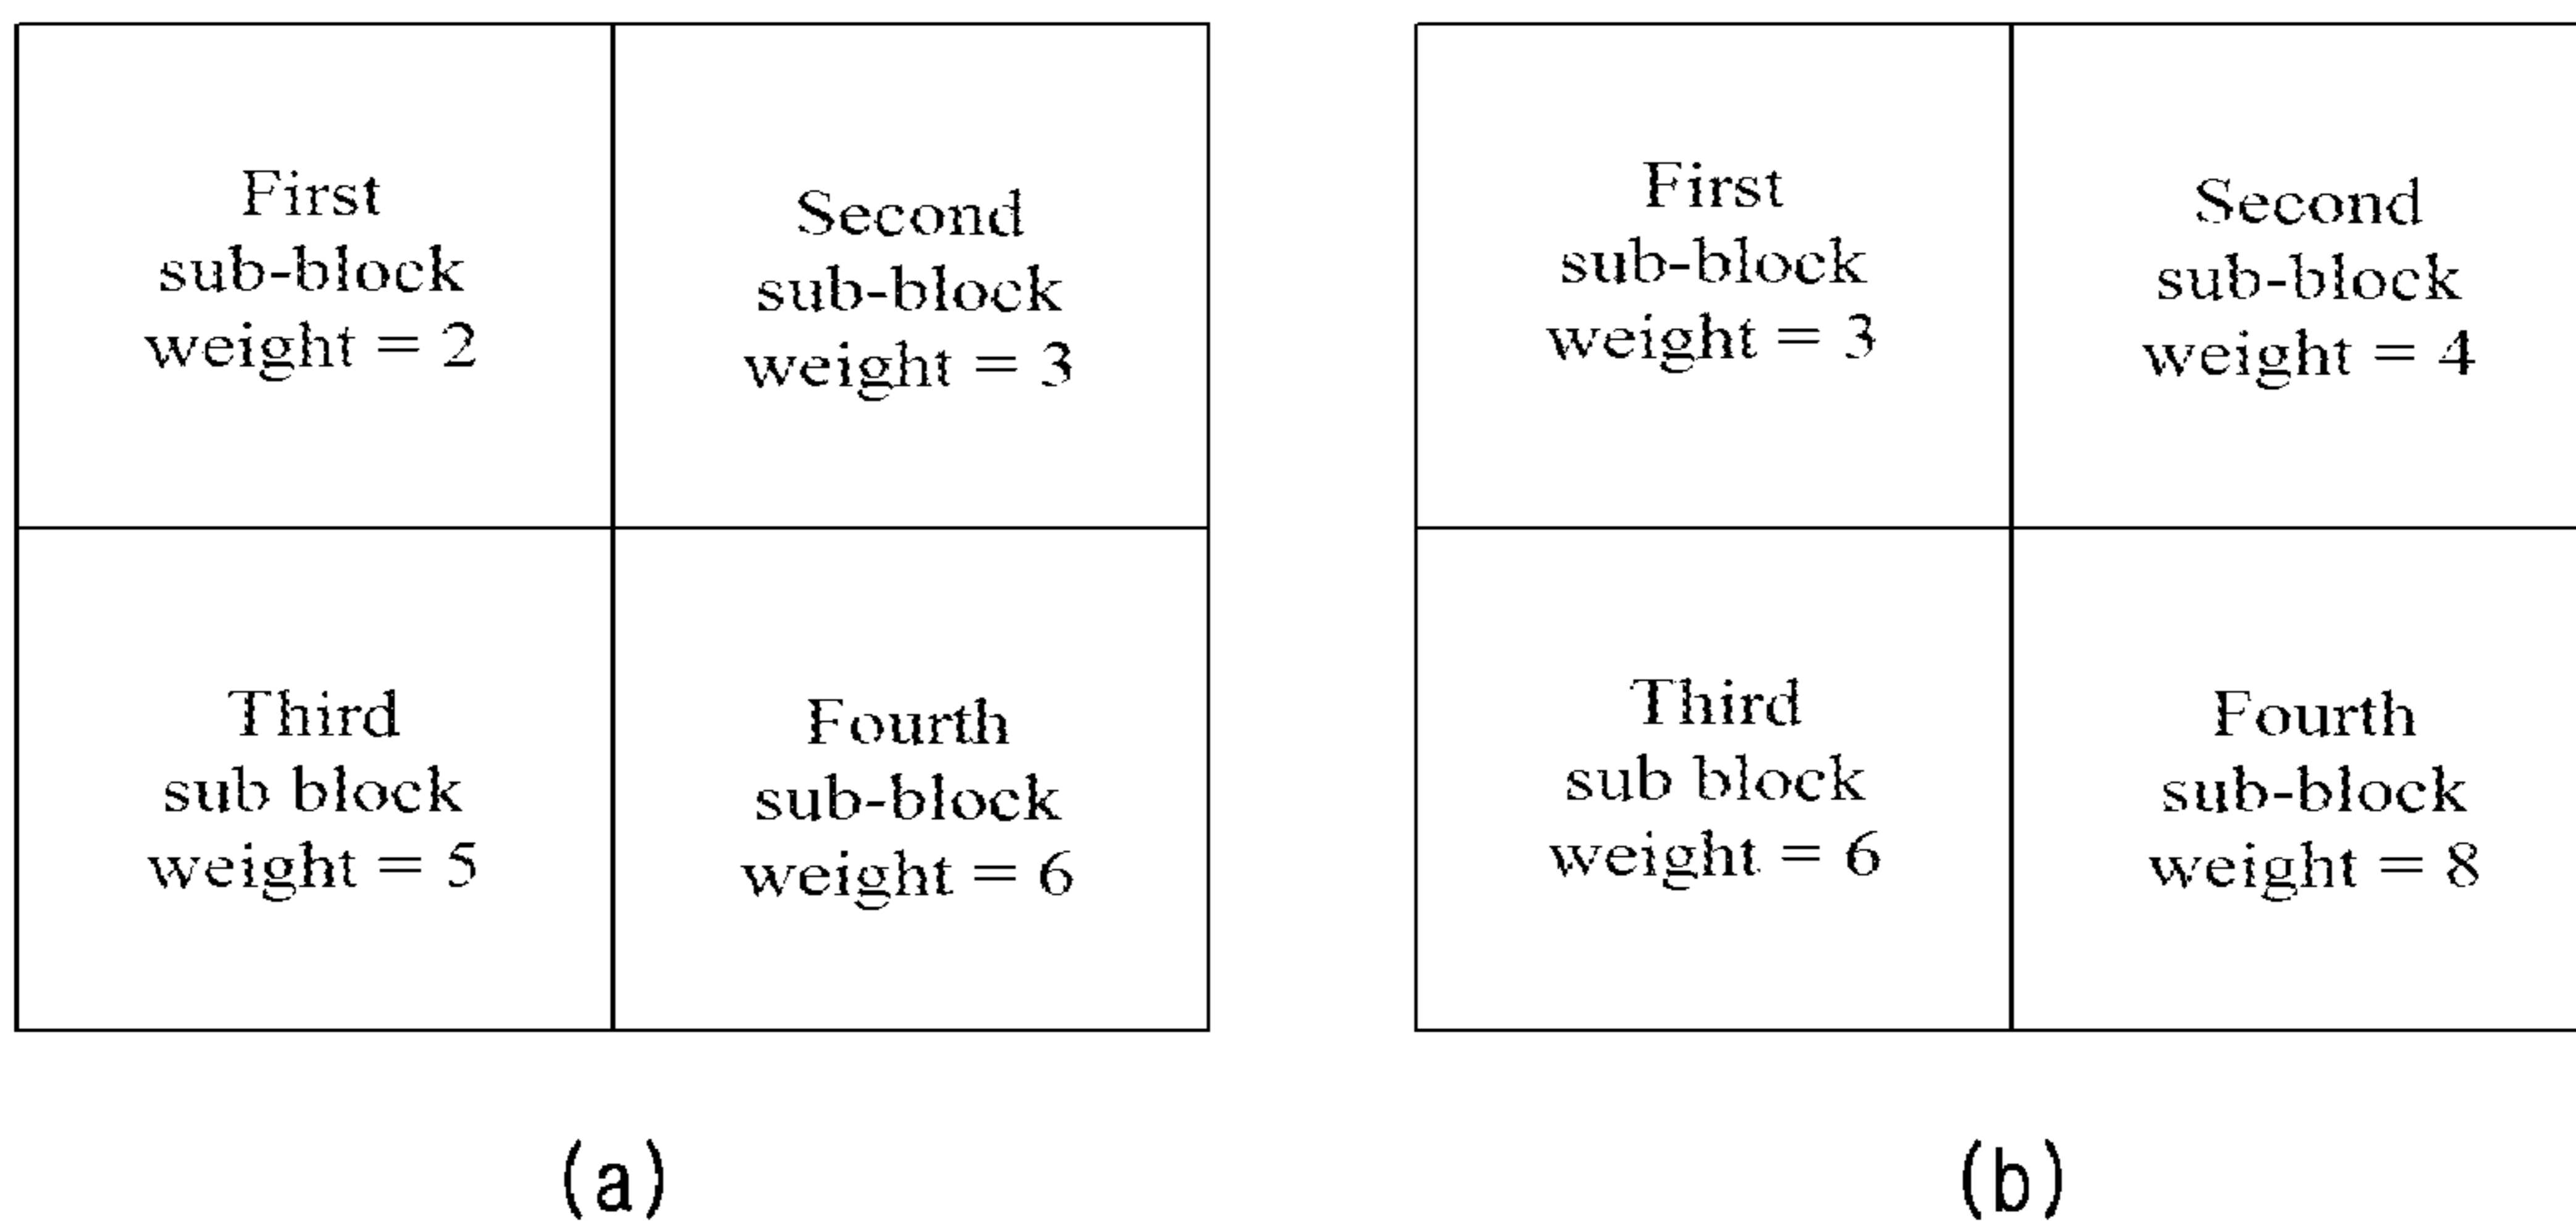 First
sub-block
weight = 2
Second
sub-block
weight = 3
Third
sub block
weight = 5
Fourth
sub-block
weight = 6
(a)
First
sub-block
weight = 3
Second
sub-block
weight = 4
Third
sub block
weight = 6
Fourth
sub-block
weight = 8
(b)